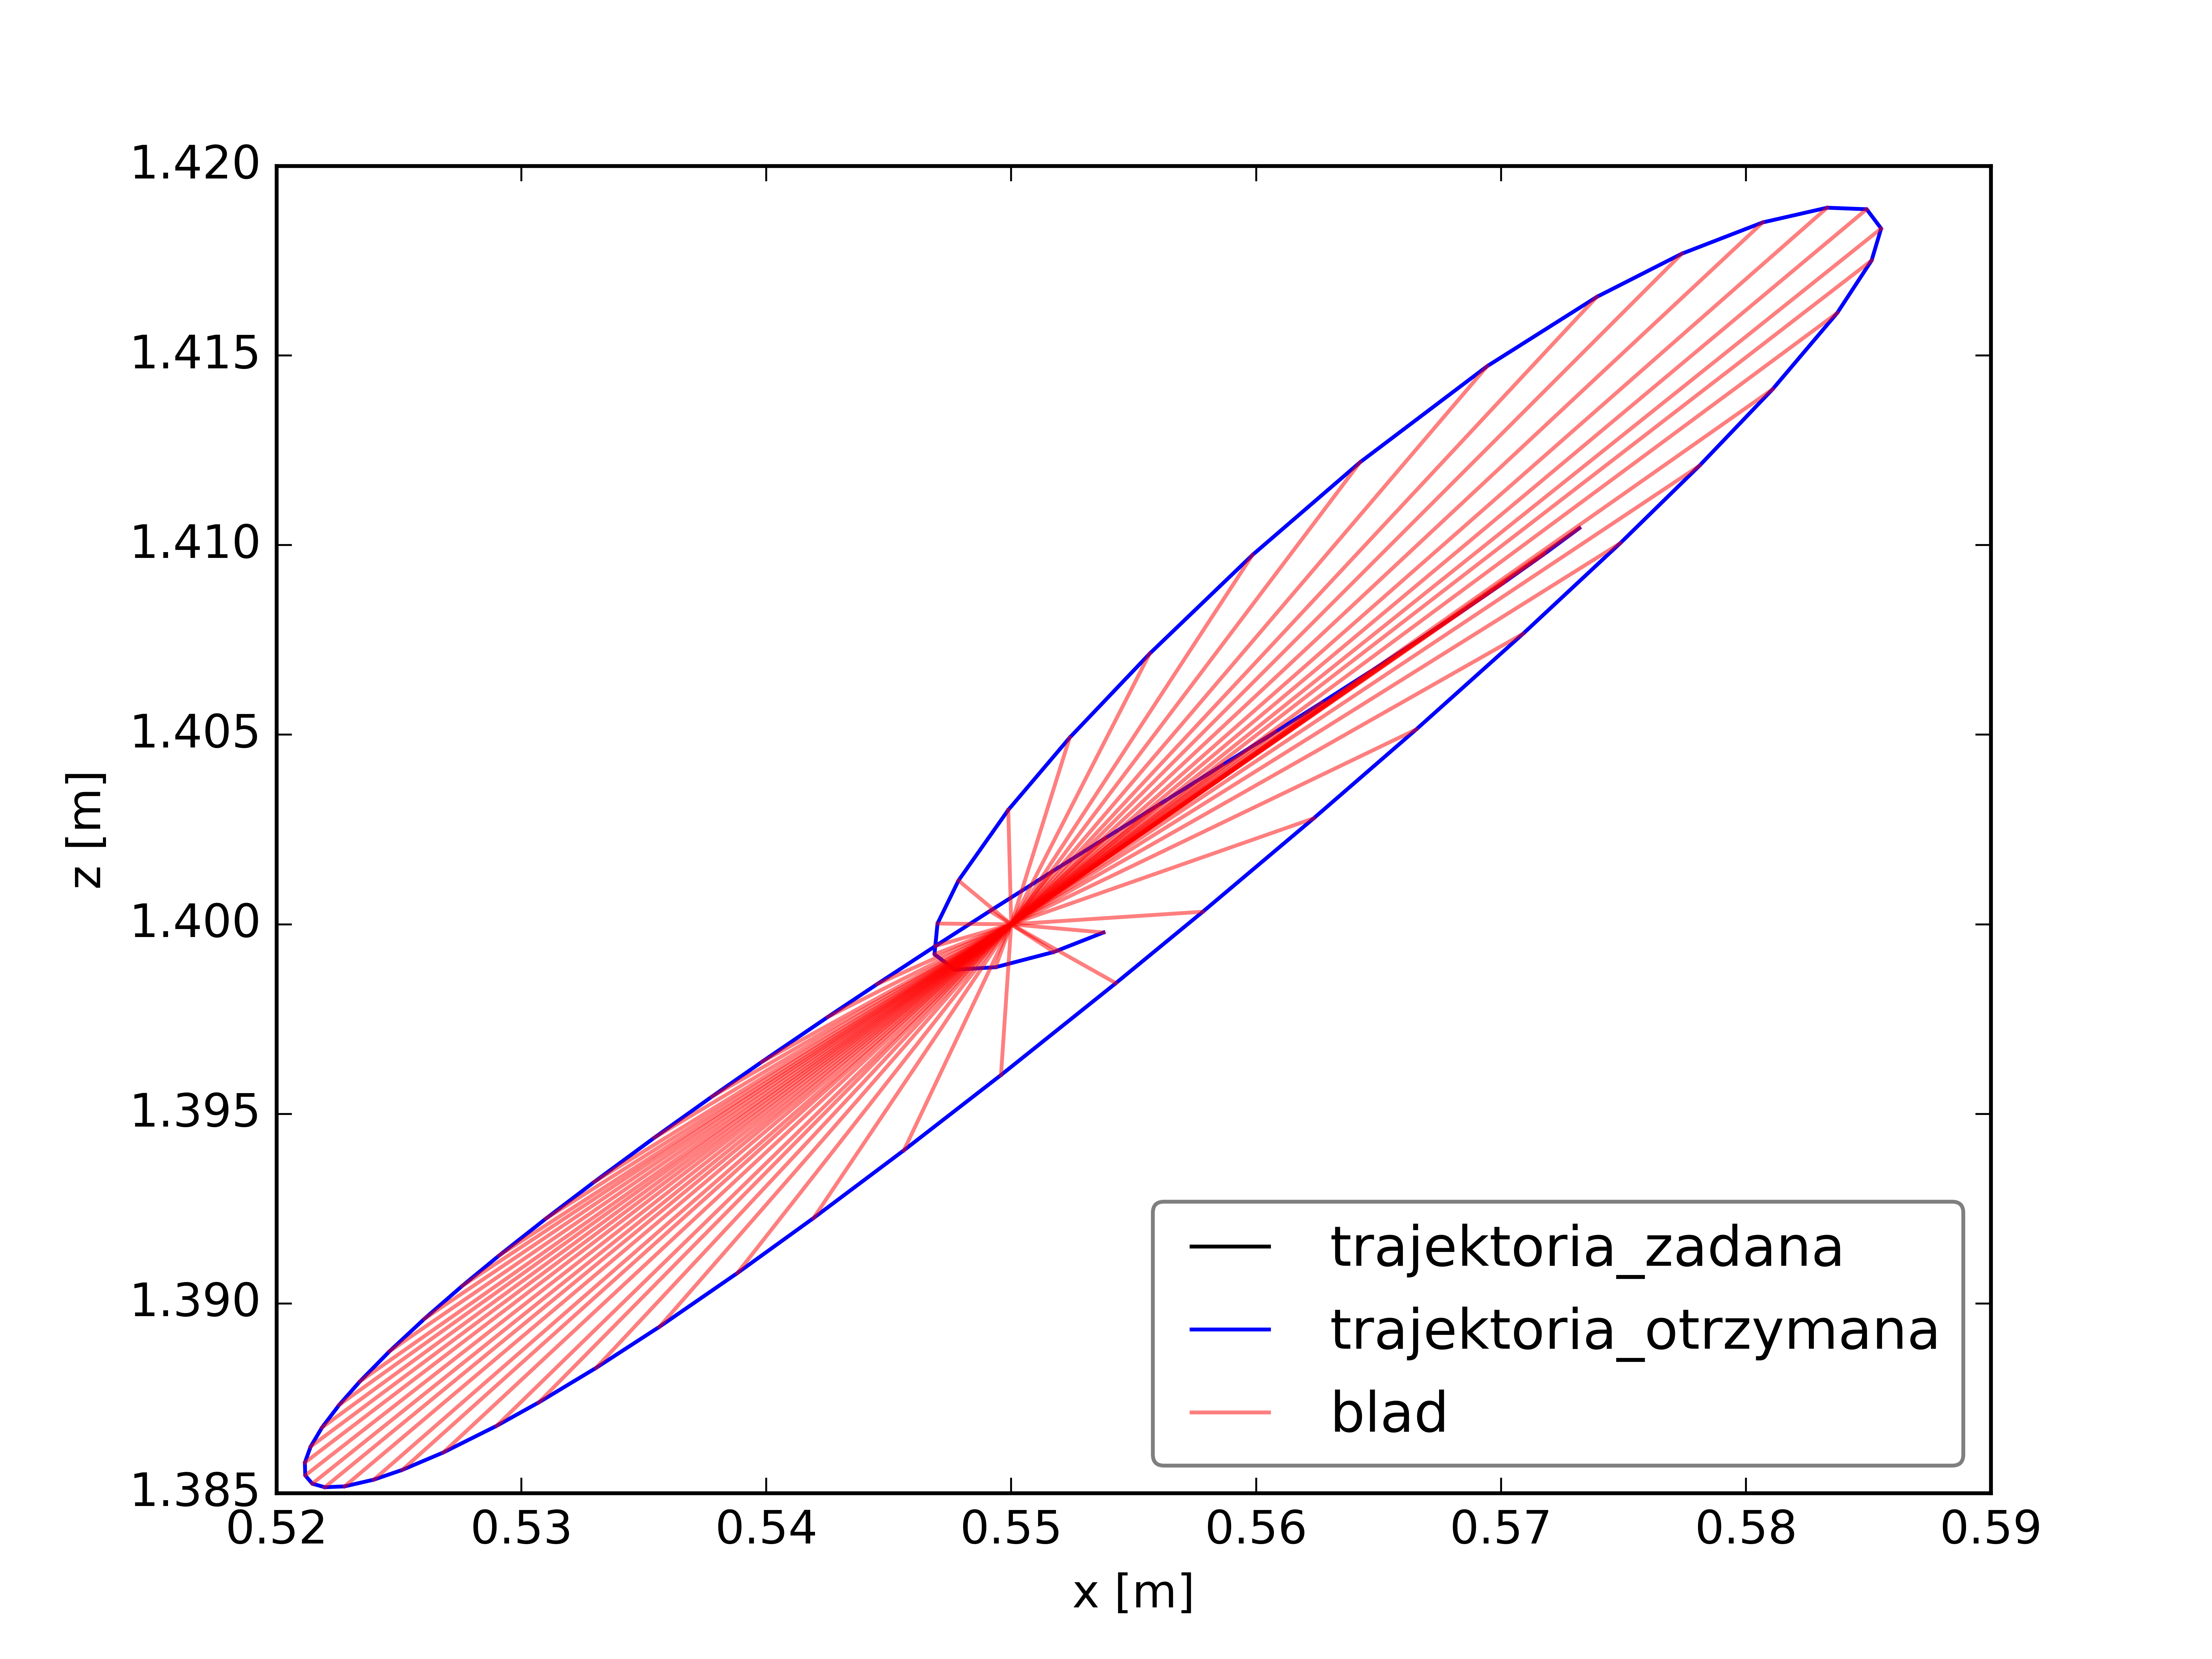 1.420
1.415
1.410
1.405
1.400
1.395
1.390
1.385
z [m]
0.52 0.53 0.54 0.55 0.56 0.57 0.58 0.59
x [m]
trajektoria_zadana
trajektoria_otrzymana
blad